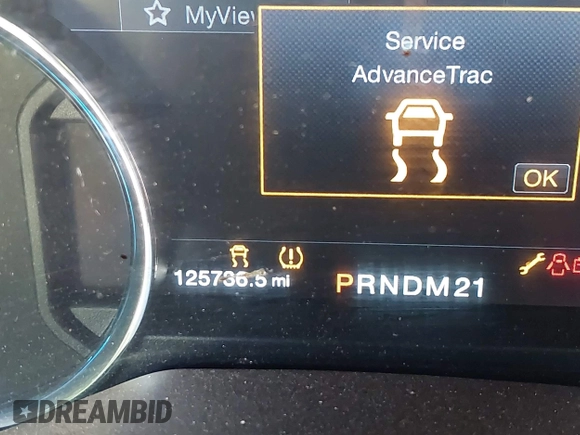 MyView
Service
AdvanceTrac
OK
125736.5 mi
PRNDM21
DREAMBID